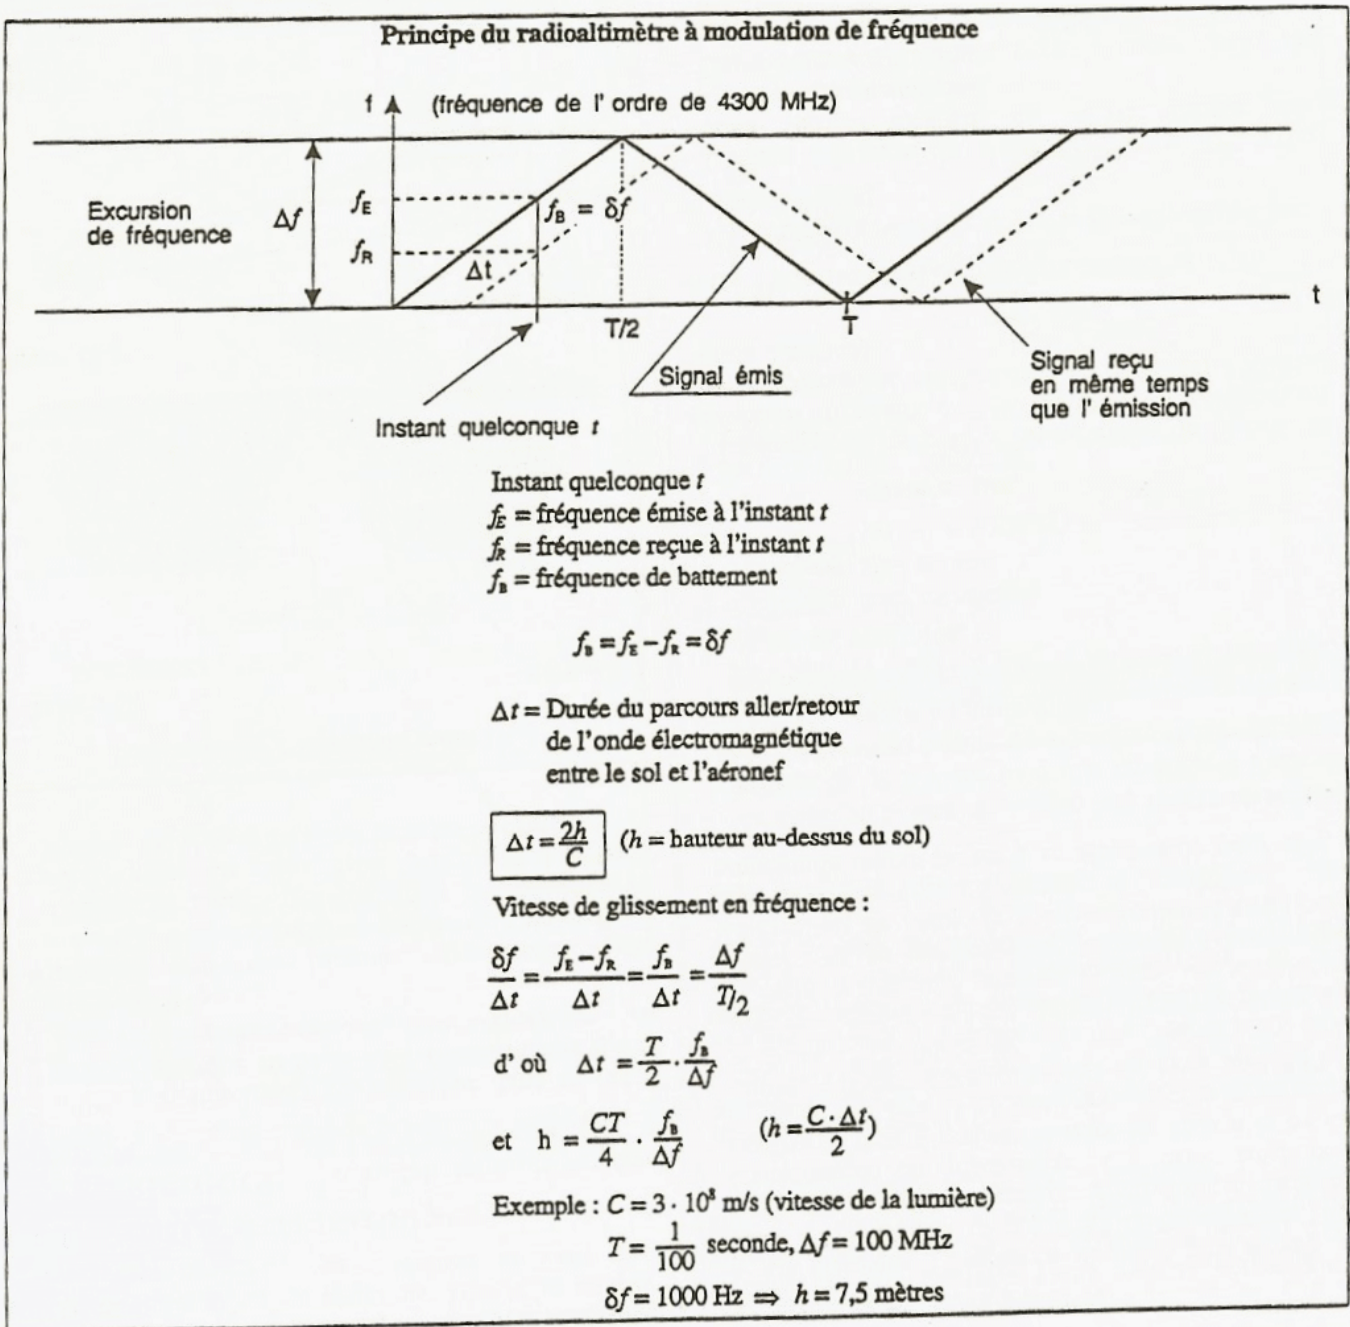 Principe du radioaltimètre à modulation de fréquence
f (fréquence de l' ordre de 4300 MHz)
Excursion
de fréquence
Δf
fE
fR
fB = δf
Δt
T/2
T
t
Signal émis
Signal reçu
en même temps
que l' émission
Instant quelconque t
Instant quelconque t
fE = fréquence émise à l'instant t
fR = fréquence reçue à l'instant t
fB = fréquence de battement
fB = fE – fR = δf
Δt = Durée du parcours aller/retour
de l'onde électromagnétique
entre le sol et l'aéronef
Δt = 2h/C (h = hauteur au-dessus du sol)
Vitesse de glissement en fréquence :
δf/Δt = (fE – fR)/Δt = fB/Δt = Δf/(T/2)
d' où Δt = T/2 · fB/Δf
et h = CT/4 · fB/Δf (h = C · Δt/2)
Exemple : C = 3 · 10⁸ m/s (vitesse de la lumière)
T = 1/100 seconde, Δf = 100 MHz
δf = 1000 Hz ⇒ h = 7,5 mètres